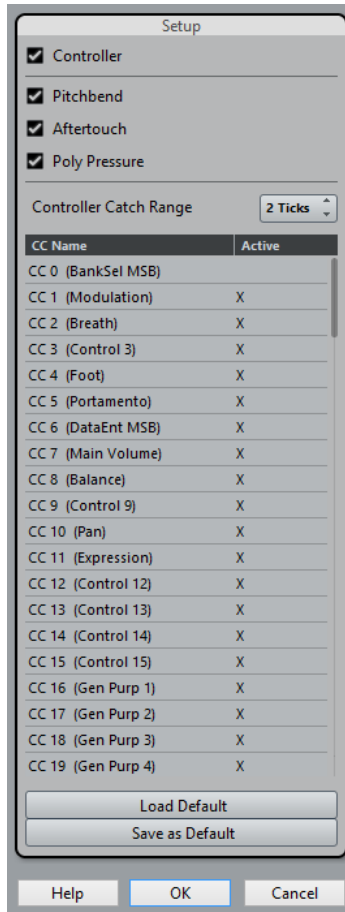 Setup
Controller
Pitchbend
Aftertouch
Poly Pressure
Controller Catch Range 2 Ticks
CC Name Active
CC 0 (BankSel MSB)
CC 1 (Modulation) X
CC 2 (Breath) X
CC 3 (Control 3) X
CC 4 (Foot) X
CC 5 (Portamento) X
CC 6 (DataEnt MSB) X
CC 7 (Main Volume) X
CC 8 (Balance) X
CC 9 (Control 9) X
CC 10 (Pan) X
CC 11 (Expression) X
CC 12 (Control 12) X
CC 13 (Control 13) X
CC 14 (Control 14) X
CC 15 (Control 15) X
CC 16 (Gen Purp 1) X
CC 17 (Gen Purp 2) X
CC 18 (Gen Purp 3) X
CC 19 (Gen Purp 4) X
Load Default
Save as Default
Help OK Cancel